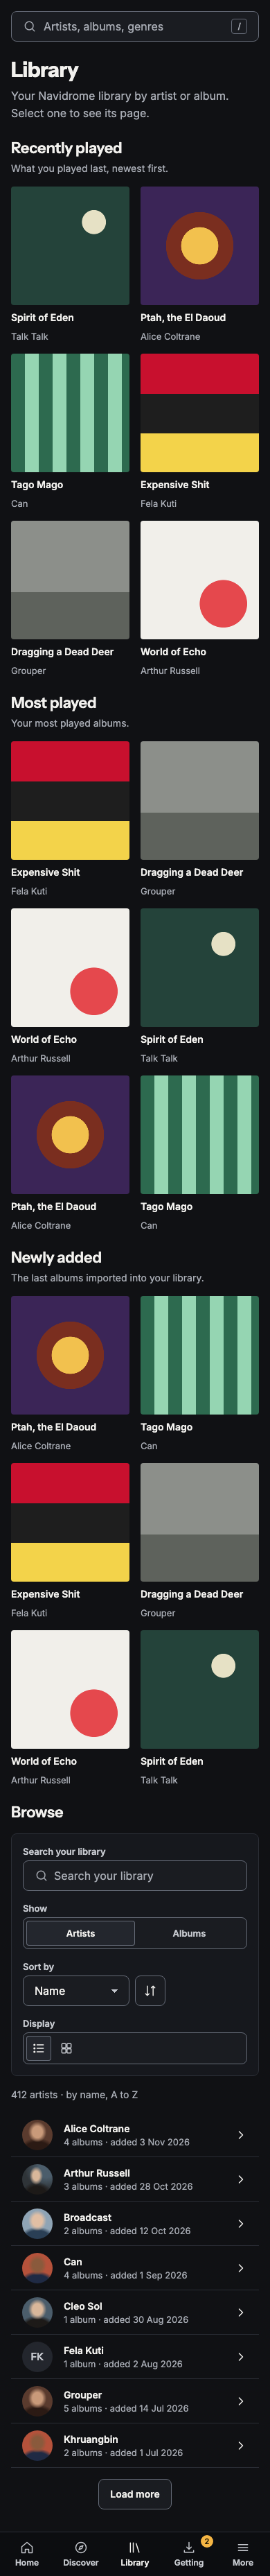 Artists, albums, genres
/
Library
Your Navidrome library by artist or album.
Select one to see its page.
Recently played
What you played last, newest first.
Spirit of Eden
Ptah, the El Daoud
Talk Talk
Alice Coltrane
Tago Mago
Expensive Shit
Can
Fela Kuti
Dragging a Dead Deer
World of Echo
Grouper
Arthur Russell
Most played
Your most played albums.
Expensive Shit
Dragging a Dead Deer
Fela Kuti
Grouper
World of Echo
Spirit of Eden
Arthur Russell
Talk Talk
Ptah, the El Daoud
Tago Mago
Alice Coltrane
Can
Newly added
The last albums imported into your library.
Ptah, the El Daoud
Tago Mago
Alice Coltrane
Can
Expensive Shit
Dragging a Dead Deer
Fela Kuti
Grouper
World of Echo
Spirit of Eden
Arthur Russell
Talk Talk
Browse
Search your library
Search your library
Show
Artists
Albums
Sort by
Name
Display
412 artists · by name, A to Z
Alice Coltrane
4 albums · added 3 Nov 2026
Arthur Russell
3 albums · added 28 Oct 2026
Broadcast
2 albums · added 12 Oct 2026
Can
4 albums · added 1 Sep 2026
Cleo Sol
1 album · added 30 Aug 2026
FK
Fela Kuti
1 album · added 2 Aug 2026
Grouper
5 albums · added 14 Jul 2026
Khruangbin
2 albums · added 1 Jul 2026
Load more
2
Home
Discover
Library
Getting
More